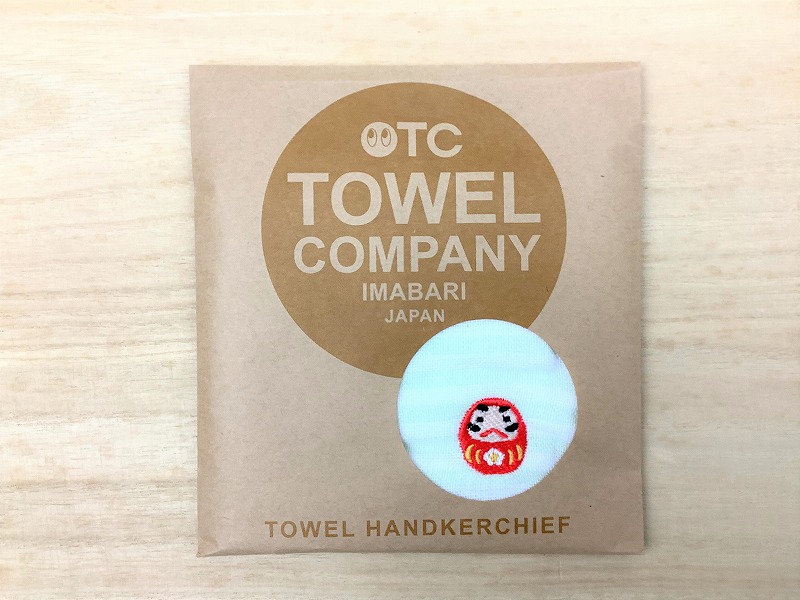 OTC
TOWEL
COMPANY
IMABARI
JAPAN
TOWEL HANDKERCHIEF